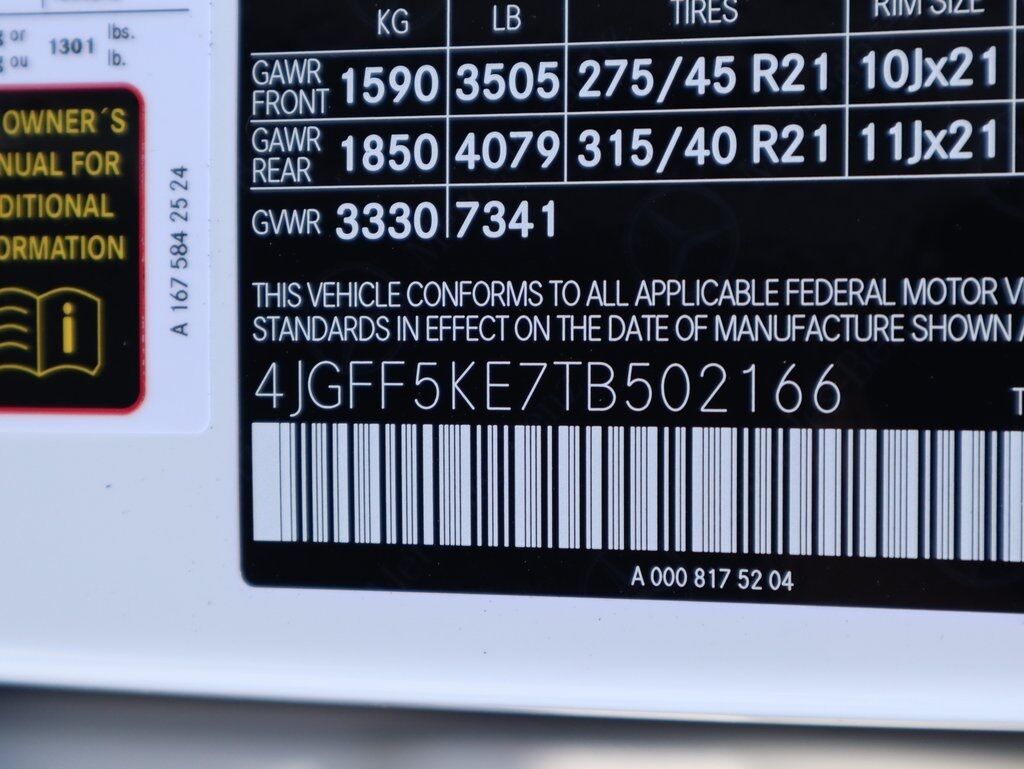 KG LB TIRES RIM SIZE
GAWR FRONT 1590 3505 275/45 R21 10Jx21
GAWR REAR 1850 4079 315/40 R21 11Jx21
GVWR 3330 7341
THIS VEHICLE CONFORMS TO ALL APPLICABLE FEDERAL MOTOR
STANDARDS IN EFFECT ON THE DATE OF MANUFACTURE SHOWN
4JGFF5KE7TB502166
A 000 817 52 04
or 1301 lbs.
ou lb.
OWNER´S
NUAL FOR
DITIONAL
ORMATION
i
A 167 584 25 24